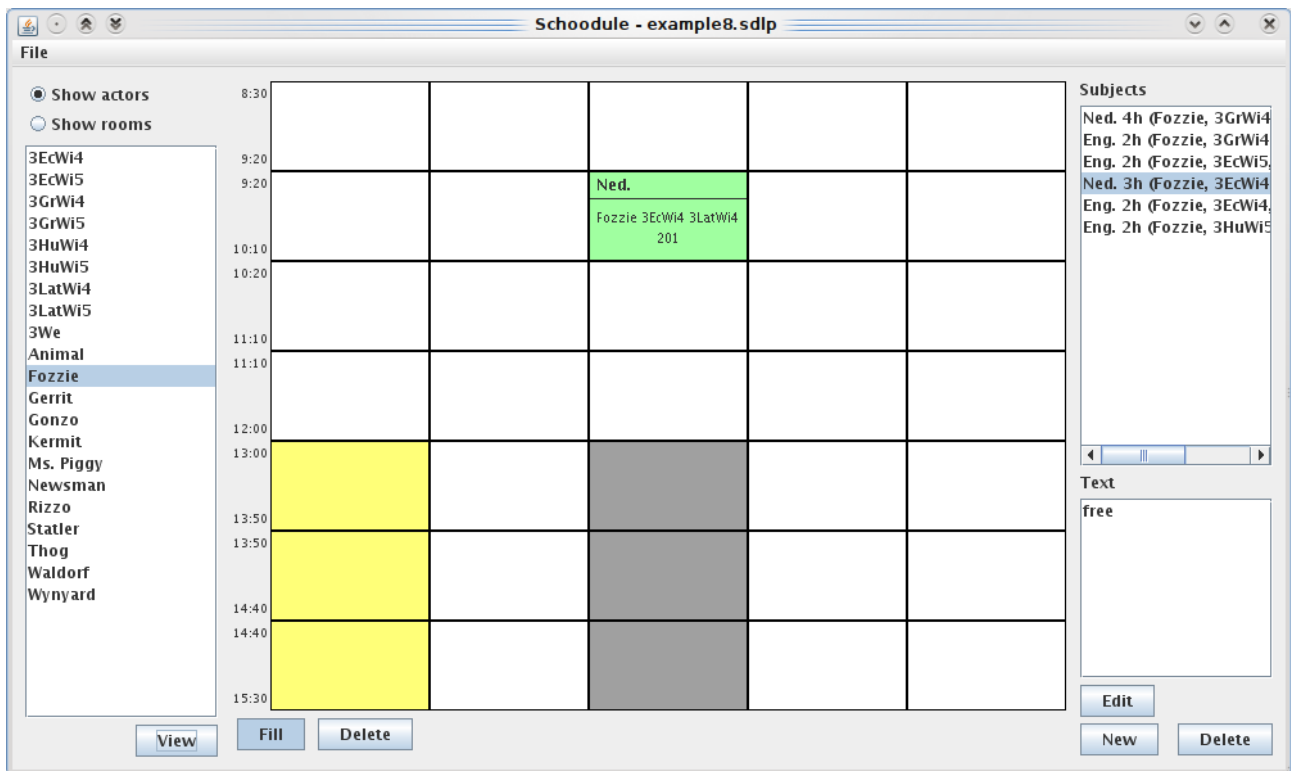 Schoodule - example8.sdlp
File
Show actors
Show rooms
3EcWi4
3EcWi5
3GrWi4
3GrWi5
3HuWi4
3HuWi5
3LatWi4
3LatWi5
3We
Animal
Fozzie
Gerrit
Gonzo
Kermit
Ms. Piggy
Newsman
Rizzo
Statler
Thog
Waldorf
Wynyard
View
8:30
9:20
9:20
10:10
10:20
11:10
11:10
12:00
13:00
13:50
13:50
14:40
14:40
15:30
Ned.
Fozzie 3EcWi4 3LatWi4
201
Fill Delete
Subjects
Ned. 4h (Fozzie, 3GrWi4
Eng. 2h (Fozzie, 3GrWi4
Eng. 2h (Fozzie, 3EcWi5,
Ned. 3h (Fozzie, 3EcWi4
Eng. 2h (Fozzie, 3EcWi4,
Eng. 2h (Fozzie, 3HuWi5
Text
free
Edit
New Delete